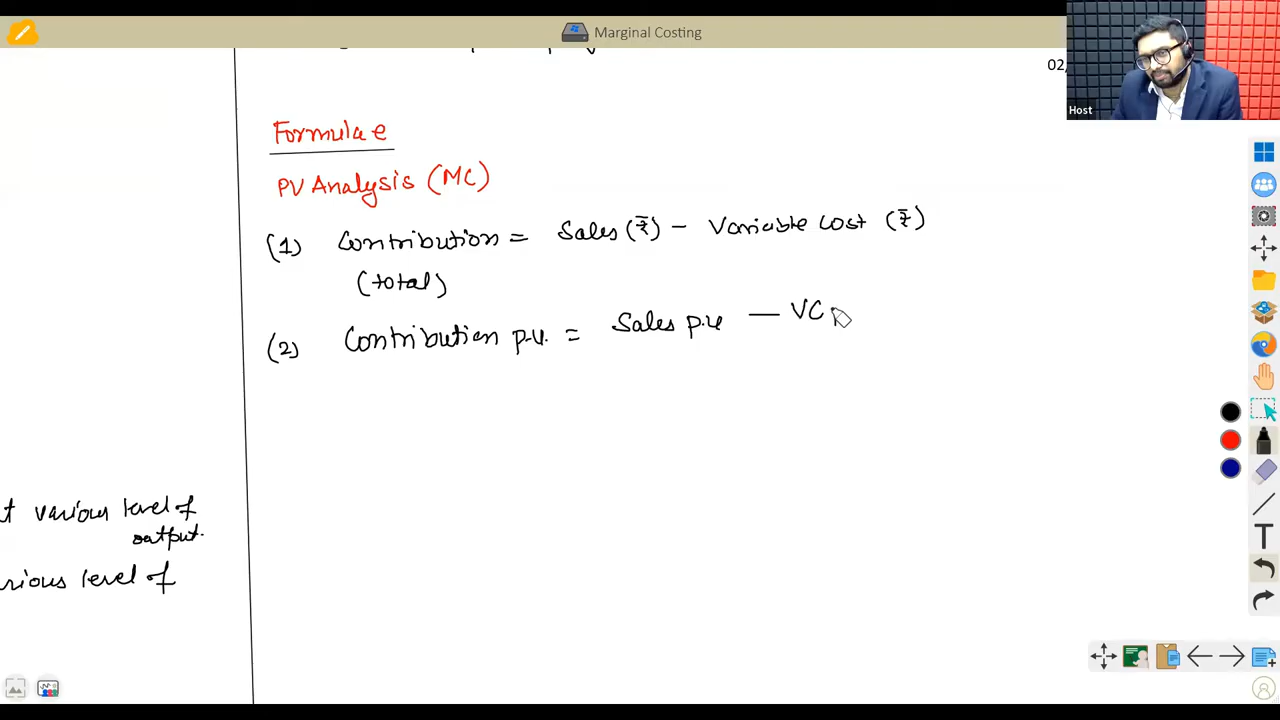 Marginal Costing
02/
Host
Formulae
PV Analysis (MC)
(1) Contribution = Sales (₹) - Variable Cost (₹)
(total)
(2) Contribution p.u. = Sales p.u — VC
t various level of
output.
rious level of